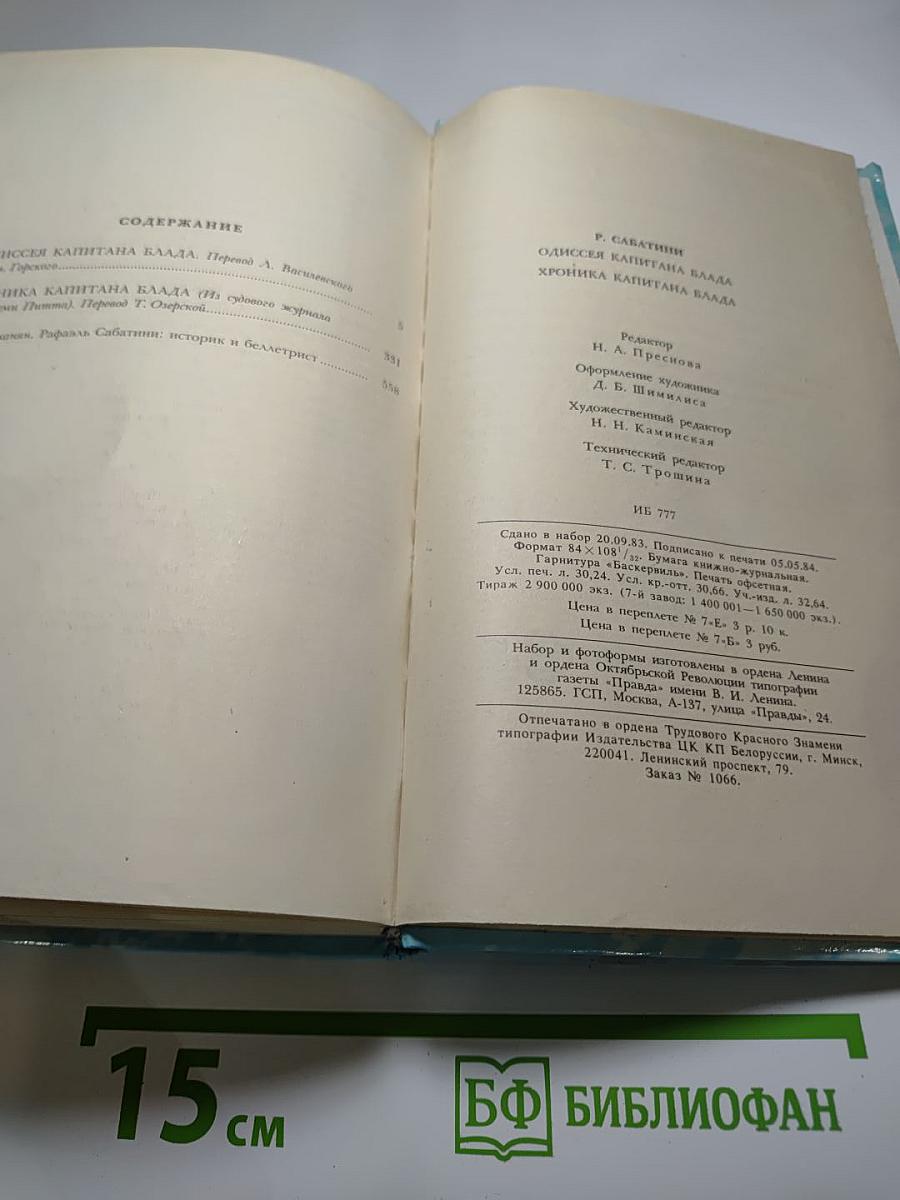 СОДЕРЖАНИЕ
ИССЕЯ КАПИТАНА БЛАДА. Перевод Л. Василевского
Горского
5
НИКА КАПИТАНА БЛАДА (Из судового журнала
еми Питта). Перевод Т. Озерской
331
Рафаэль Сабатини: историк и беллетрист
558
Р. САБАТИНИ
ОДИССЕЯ КАПИТАНА БЛАДА
ХРОНИКА КАПИТАНА БЛАДА
Редактор
Н. А. Преснова
Оформление художника
Д. Б. Шимилиса
Художественный редактор
Н. Н. Каминская
Технический редактор
Т. С. Трошина
ИБ 777
Сдано в набор 20.09.83. Подписано к печати 05.05.84.
Формат 84×108¹/₃₂. Бумага книжно-журнальная.
Гарнитура «Баскервиль». Печать офсетная.
Усл. печ. л. 30,24. Усл. кр.-отт. 30,66. Уч.-изд. л. 32,64.
Тираж 2 900 000 экз. (7-й завод: 1 400 001—1 650 000 экз.).
Цена в переплете № 7«Е» 3 р. 10 к.
Цена в переплете № 7«Б» 3 руб.
Набор и фотоформы изготовлены в ордена Ленина
и ордена Октябрьской Революции типографии
газеты «Правда» имени В. И. Ленина.
125865. ГСП, Москва, А-137, улица «Правды», 24.
Отпечатано в ордена Трудового Красного Знамени
типографии Издательства ЦК КП Белоруссии, г. Минск,
220041. Ленинский проспект, 79.
Заказ № 1066.
15 см
БФ БИБЛИОФАН